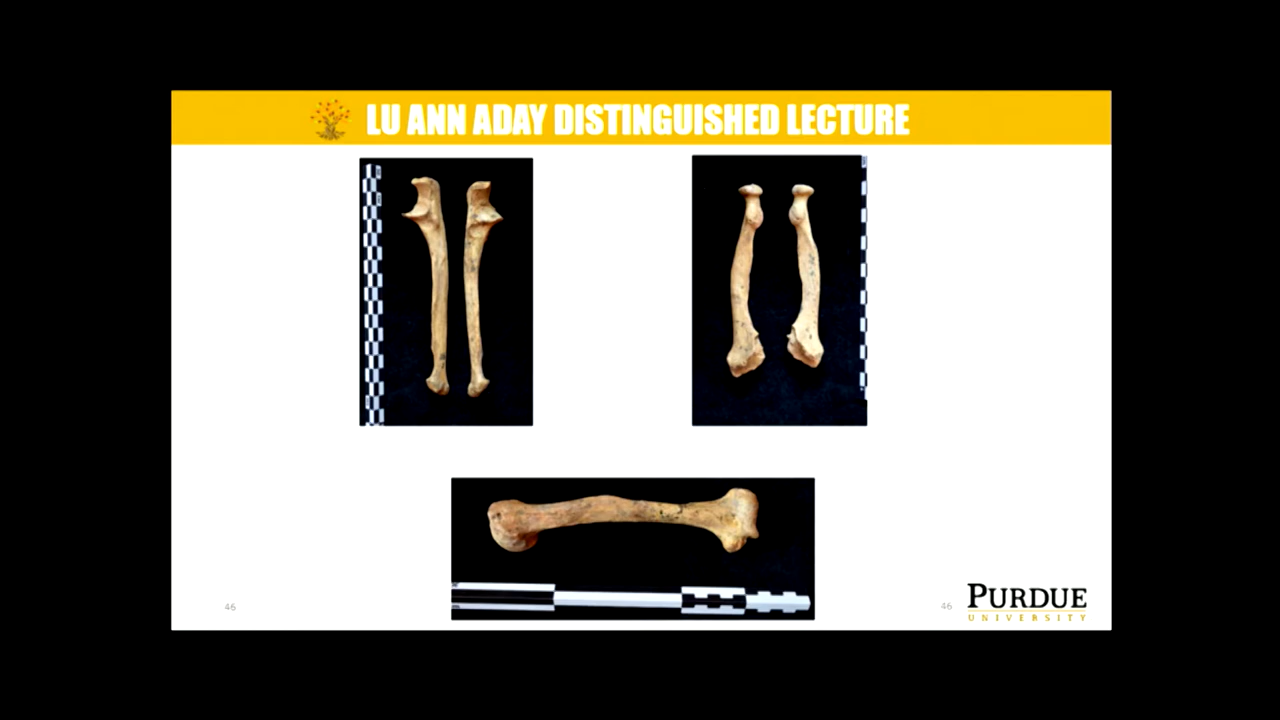 LU ANN ADAY DISTINGUISHED LECTURE
46
46
PURDUE
UNIVERSITY